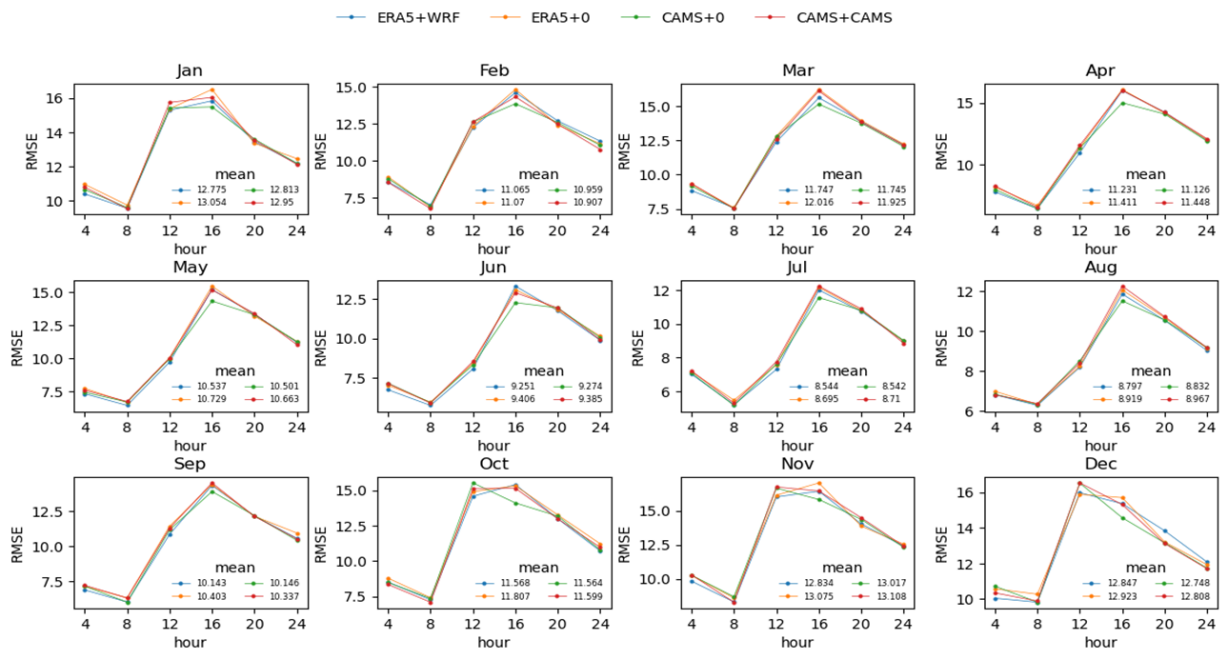 ERA5+WRF ERA5+0 CAMS+0 CAMS+CAMS
Jan
RMSE
16
14
12
10
mean
12.775 12.813
13.054 12.95
4 8 12 16 20 24
hour
Feb
RMSE
15.0
12.5
10.0
7.5
mean
11.065 10.959
11.07 10.907
4 8 12 16 20 24
hour
Mar
RMSE
15.0
12.5
10.0
7.5
mean
11.747 11.745
12.016 11.925
4 8 12 16 20 24
hour
Apr
RMSE
15
10
mean
11.231 11.126
11.411 11.448
4 8 12 16 20 24
hour
May
RMSE
15.0
12.5
10.0
7.5
mean
10.537 10.501
10.729 10.663
4 8 12 16 20 24
hour
Jun
RMSE
12.5
10.0
7.5
mean
9.251 9.274
9.406 9.385
4 8 12 16 20 24
hour
Jul
RMSE
12
10
8
6
mean
8.544 8.542
8.695 8.71
4 8 12 16 20 24
hour
Aug
RMSE
12
10
8
6
mean
8.797 8.832
8.919 8.967
4 8 12 16 20 24
hour
Sep
RMSE
12.5
10.0
7.5
mean
10.143 10.146
10.403 10.337
4 8 12 16 20 24
hour
Oct
RMSE
15.0
12.5
10.0
7.5
mean
11.568 11.564
11.807 11.599
4 8 12 16 20 24
hour
Nov
RMSE
15.0
12.5
10.0
mean
12.834 13.017
13.075 13.108
4 8 12 16 20 24
hour
Dec
RMSE
16
14
12
10
mean
12.847 12.748
12.923 12.808
4 8 12 16 20 24
hour